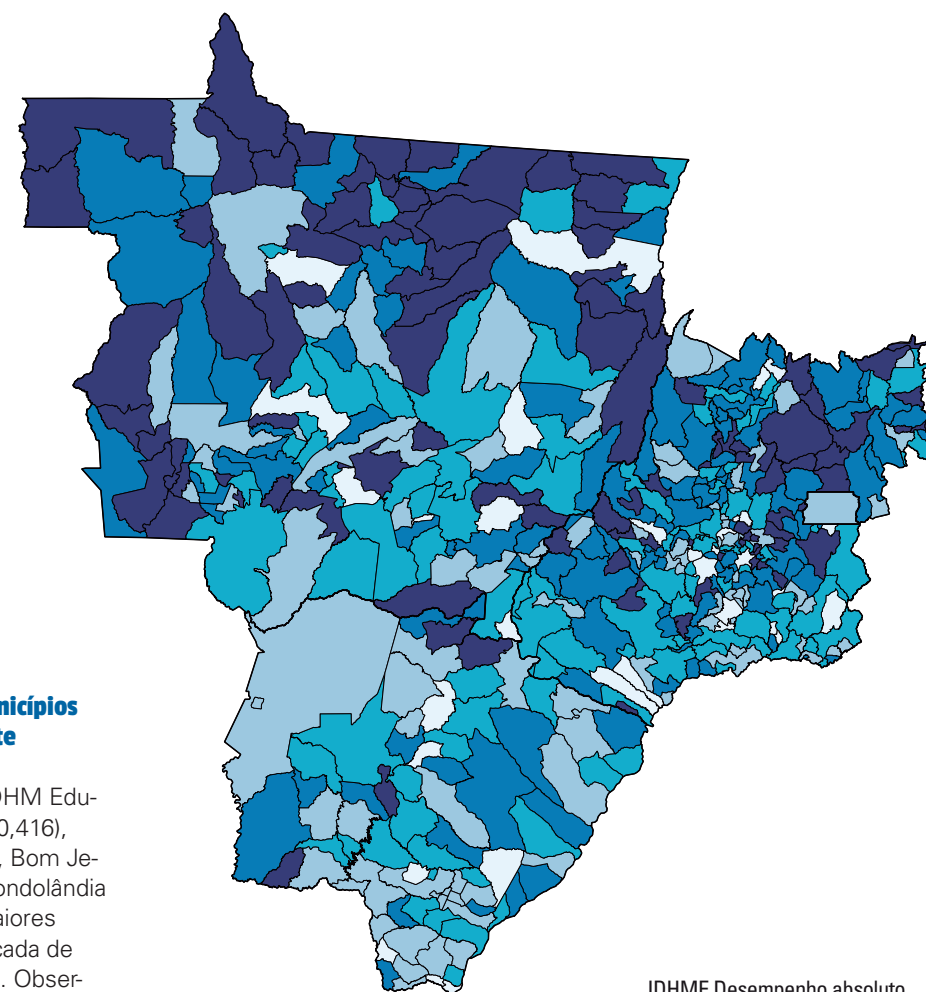 nicípios
te
DHM Edu-
0,416),
, Bom Je-
ondolândia
aiores
cada de
. Obser-
IDHME Desempenho absoluto